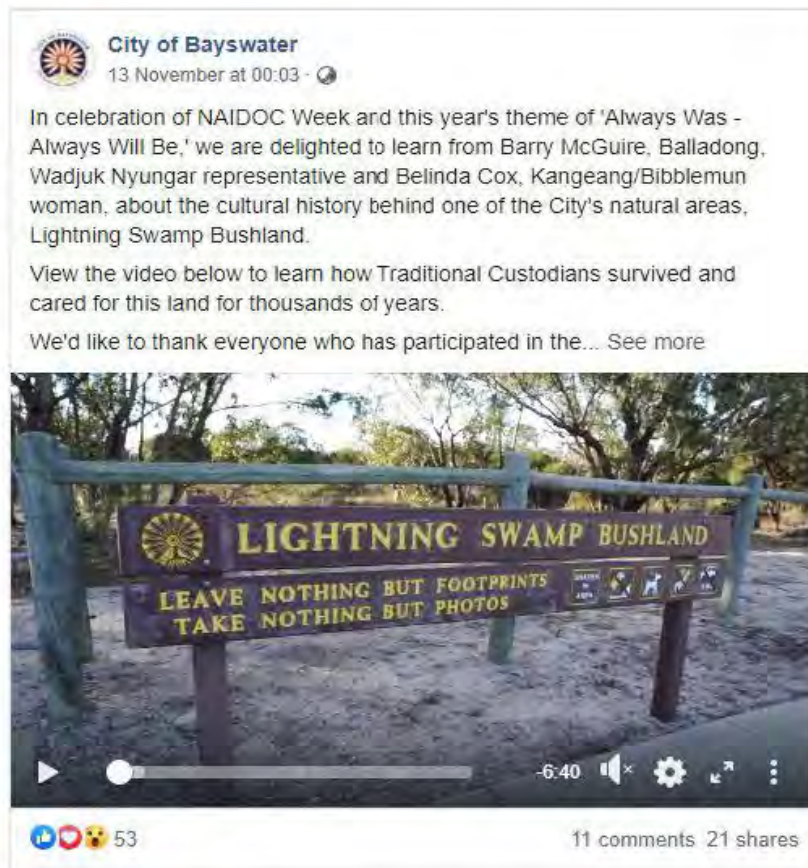 City of Bayswater
13 November at 00:03 ·
In celebration of NAIDOC Week and this year's theme of 'Always Was -
Always Will Be,' we are delighted to learn from Barry McGuire, Balladong,
Wadjuk Nyungar representative and Belinda Cox, Kangeang/Bibblemun
woman, about the cultural history behind one of the City's natural areas,
Lightning Swamp Bushland.
View the video below to learn how Traditional Custodians survived and
cared for this land for thousands of years.
We'd like to thank everyone who has participated in the... See more
LIGHTNING SWAMP BUSHLAND
LEAVE NOTHING BUT FOOTPRINTS
TAKE NOTHING BUT PHOTOS
-6:40
53
11 comments 21 shares